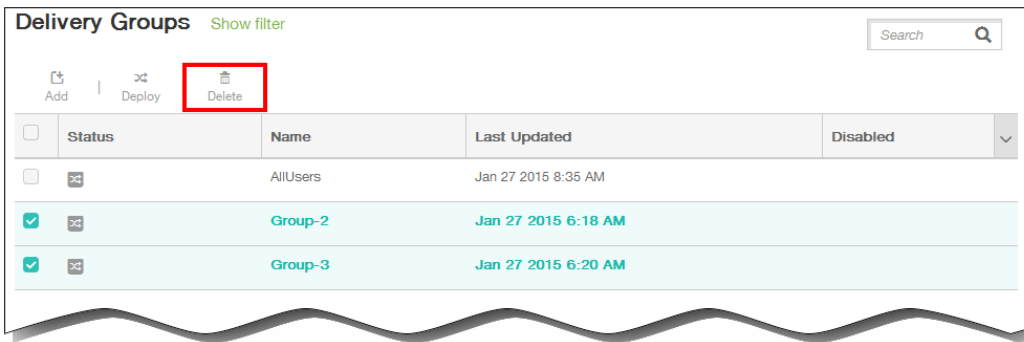 Delivery Groups Show filter
Search
Add | Deploy Delete
Status Name Last Updated Disabled
AllUsers Jan 27 2015 8:35 AM
Group-2 Jan 27 2015 6:18 AM
Group-3 Jan 27 2015 6:20 AM